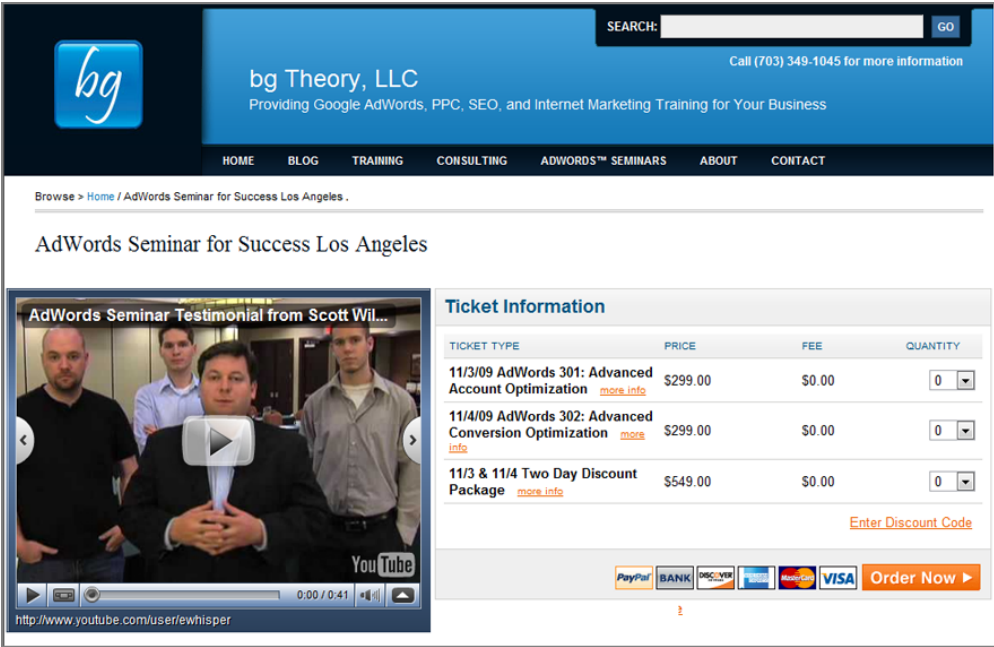 SEARCH:
GO
Call (703) 349-1045 for more information
bg
bg Theory, LLC
Providing Google AdWords, PPC, SEO, and Internet Marketing Training for Your Business
HOME BLOG TRAINING CONSULTING ADWORDS™ SEMINARS ABOUT CONTACT
Browse > Home / AdWords Seminar for Success Los Angeles .
AdWords Seminar for Success Los Angeles
AdWords Seminar Testimonial from Scott Wil...
YouTube
0:00 / 0:41
http://www.youtube.com/user/ewhisper
Ticket Information
TICKET TYPE PRICE FEE QUANTITY
11/3/09 AdWords 301: Advanced
Account Optimization more info $299.00 $0.00 0
11/4/09 AdWords 302: Advanced
Conversion Optimization more $299.00 $0.00 0
info
11/3 & 11/4 Two Day Discount
Package more info $549.00 $0.00 0
Enter Discount Code
PayPal BANK DISCOVER MasterCard VISA Order Now